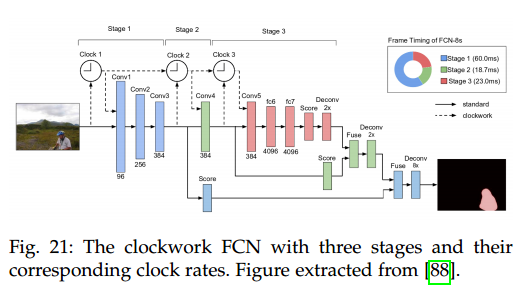 Stage 1
Stage 2
Stage 3
Frame Timing of FCN-8s
Stage 1 (60.0ms)
Stage 2 (18.7ms)
Stage 3 (23.0ms)
standard
clockwork
Clock 1
Clock 2
Clock 3
Conv1
Conv2
Conv3
Conv4
Conv5
fc6
fc7
Score
Deconv
2x
96
256
384
384
384
4096
4096
Score
Fuse
Deconv
2x
Score
Fuse
Deconv
8x
Fig. 21: The clockwork FCN with three stages and their
corresponding clock rates. Figure extracted from [88].